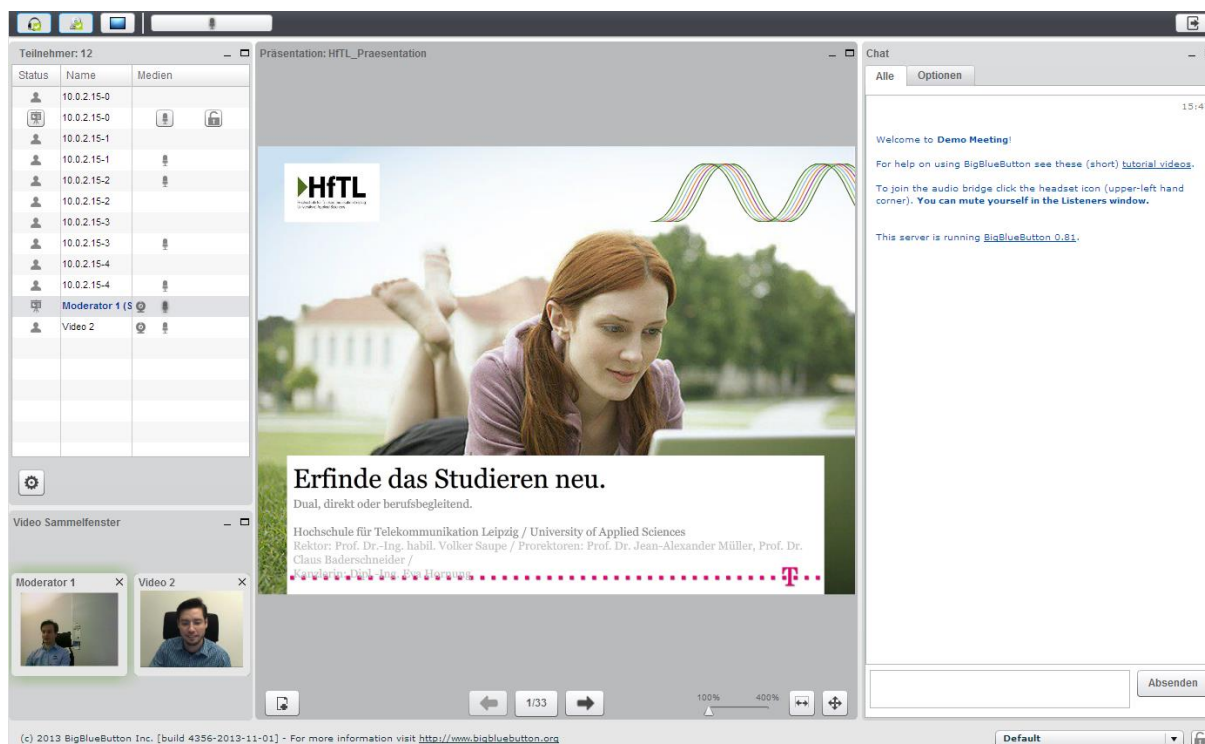 Teilnehmer: 12
Status Name Medien
10.0.2.15-0
10.0.2.15-0
10.0.2.15-1
10.0.2.15-1
10.0.2.15-2
10.0.2.15-2
10.0.2.15-3
10.0.2.15-3
10.0.2.15-4
10.0.2.15-4
Moderator 1 (S
Video 2
Video Sammelfenster
Moderator 1
Video 2
Präsentation: HfTL_Praesentation
HfTL
Erfinde das Studieren neu.
Dual, direkt oder berufsbegleitend.
Hochschule für Telekommunikation Leipzig / University of Applied Sciences
Rektor: Prof. Dr.-Ing. habil. Volker Saupe / Prorektoren: Prof. Dr. Jean-Alexander Müller, Prof. Dr.
Claus Baderschneider /
Kanzlerin: Dipl.-Ing. Eva Hornung
T
1/33
100% 400%
Chat
Alle Optionen
15:4
Welcome to Demo Meeting!
For help on using BigBlueButton see these (short) tutorial videos.
To join the audio bridge click the headset icon (upper-left hand
corner). You can mute yourself in the Listeners window.
This server is running BigBlueButton 0.81.
Absenden
(c) 2013 BigBlueButton Inc. [build 4356-2013-11-01] - For more information visit http://www.bigbluebutton.org
Default